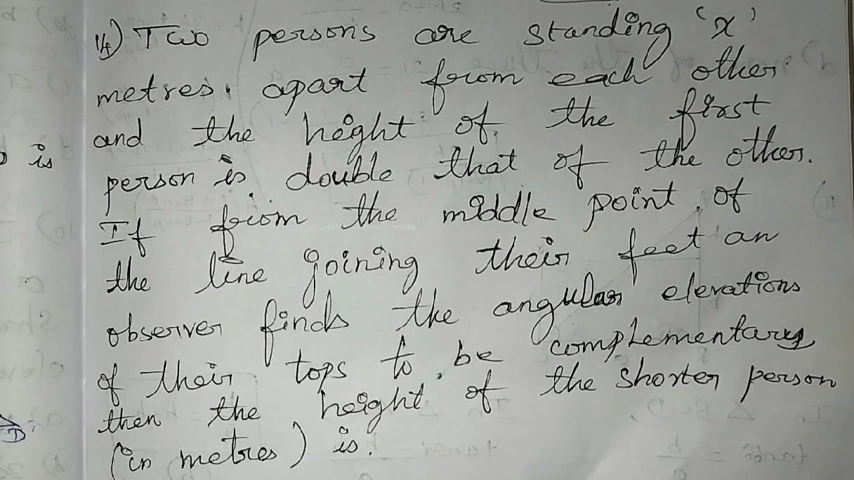 14) Two persons are standing 'x'
metres. apart from each other.
and the height of the first
is person is double that of the other.
If from the middle point of
the line joining their feet an
observer finds the angular elevations
of their tops to be complementary
then the height of the shorter person
(in metres) is.